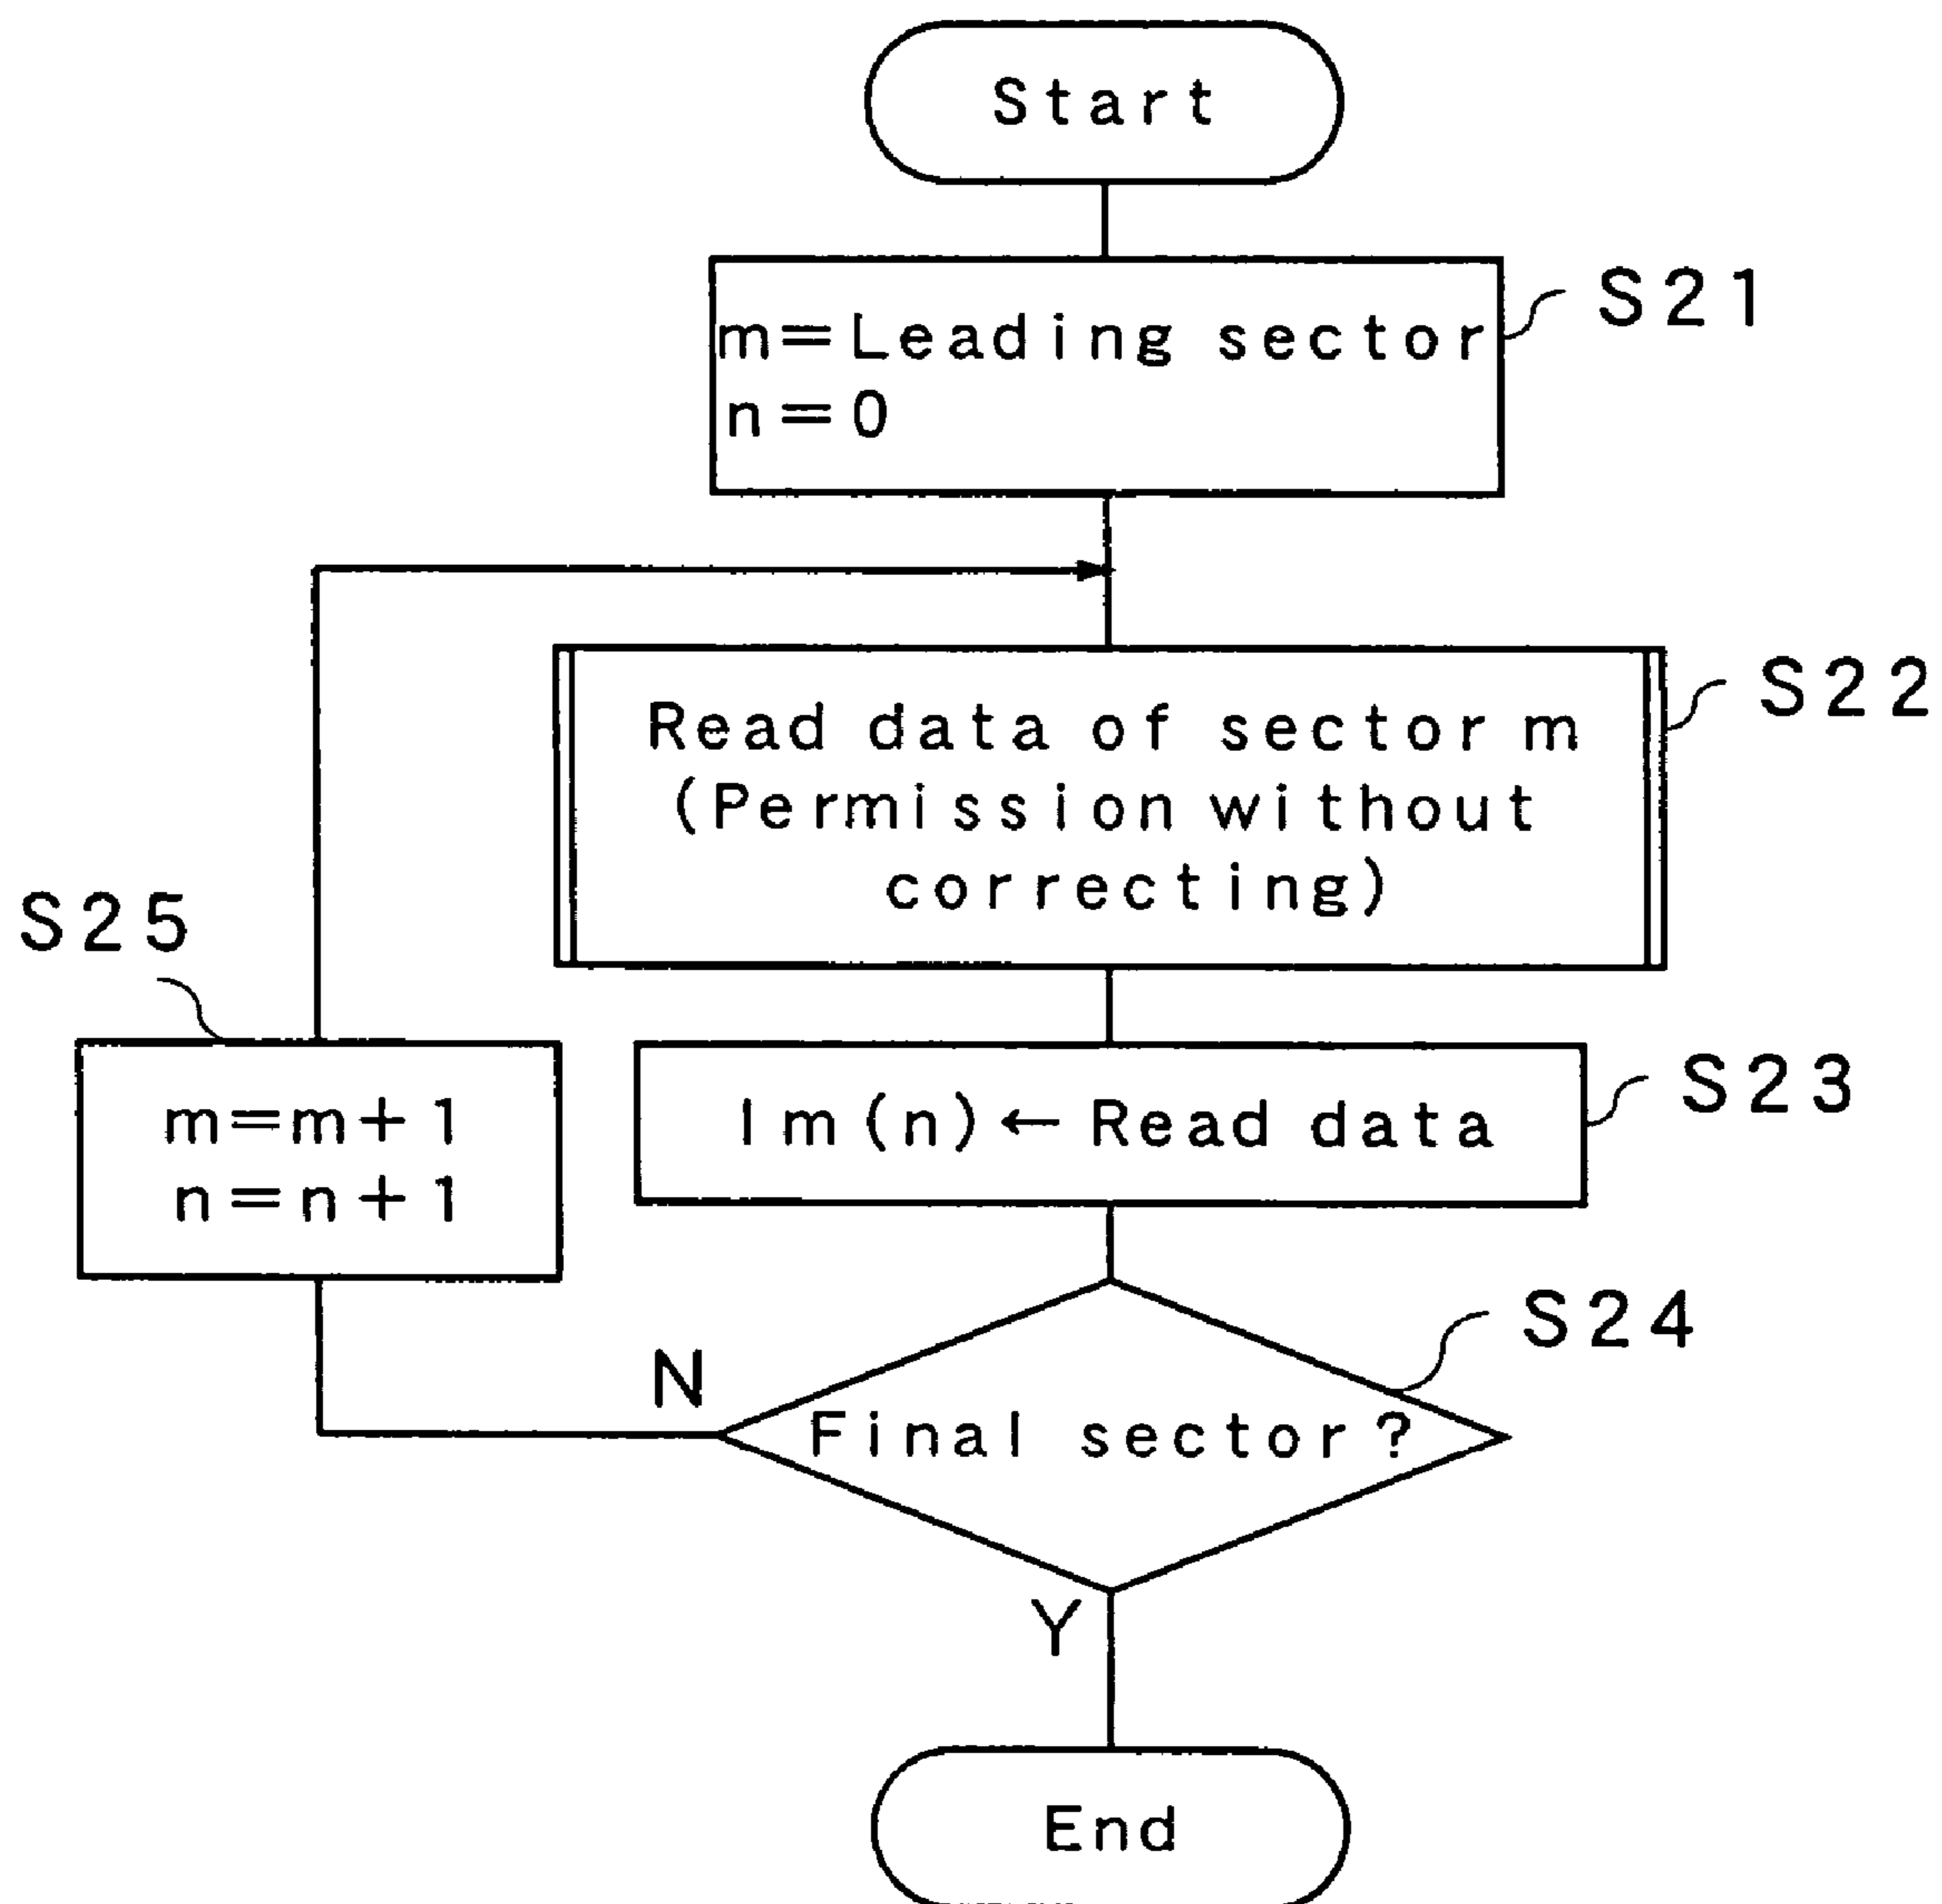 Start
m=Leading sector
n=0
S21
Read data of sector m
(Permission without
correcting)
S22
S25
m=m+1
n=n+1
Im(n)←Read data
S23
S24
N
Final sector?
Y
End